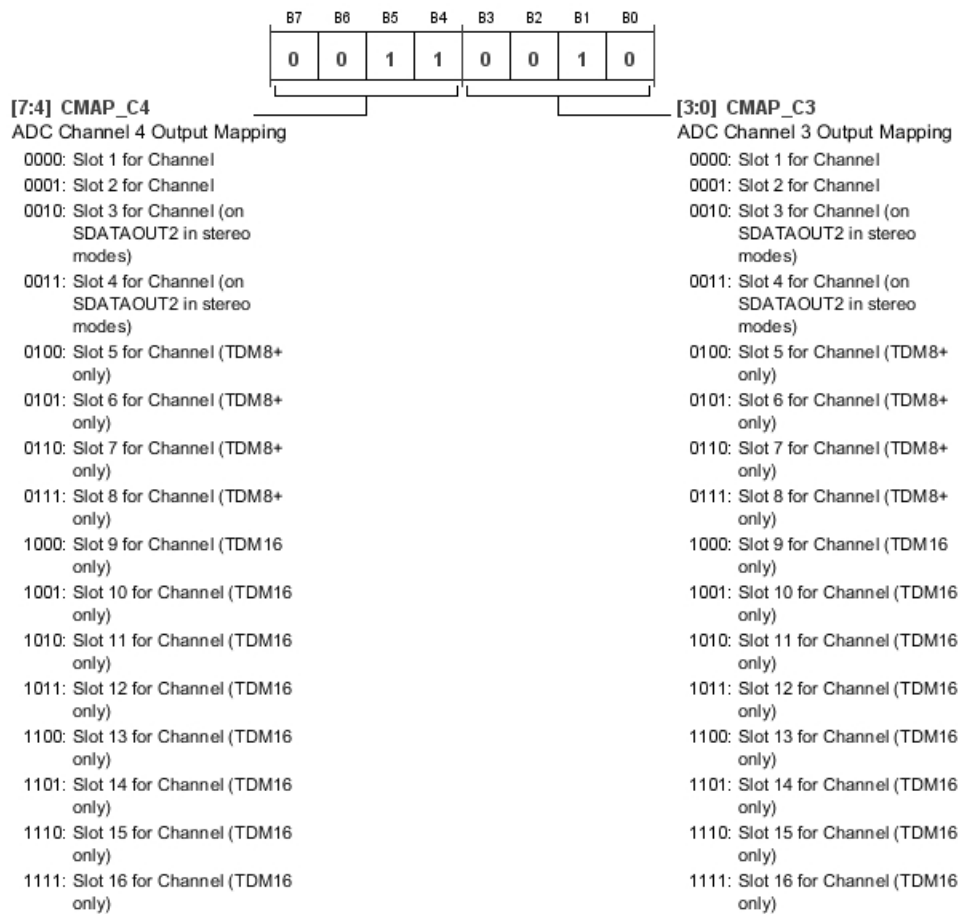 B7 B6 B5 B4 B3 B2 B1 B0
0 0 1 1 0 0 1 0
[7:4] CMAP_C4
ADC Channel 4 Output Mapping
0000: Slot 1 for Channel
0001: Slot 2 for Channel
0010: Slot 3 for Channel (on
SDATAOUT2 in stereo
modes)
0011: Slot 4 for Channel (on
SDATAOUT2 in stereo
modes)
0100: Slot 5 for Channel (TDM8+
only)
0101: Slot 6 for Channel (TDM8+
only)
0110: Slot 7 for Channel (TDM8+
only)
0111: Slot 8 for Channel (TDM8+
only)
1000: Slot 9 for Channel (TDM16
only)
1001: Slot 10 for Channel (TDM16
only)
1010: Slot 11 for Channel (TDM16
only)
1011: Slot 12 for Channel (TDM16
only)
1100: Slot 13 for Channel (TDM16
only)
1101: Slot 14 for Channel (TDM16
only)
1110: Slot 15 for Channel (TDM16
only)
1111: Slot 16 for Channel (TDM16
only)
[3:0] CMAP_C3
ADC Channel 3 Output Mapping
0000: Slot 1 for Channel
0001: Slot 2 for Channel
0010: Slot 3 for Channel (on
SDATAOUT2 in stereo
modes)
0011: Slot 4 for Channel (on
SDATAOUT2 in stereo
modes)
0100: Slot 5 for Channel (TDM8+
only)
0101: Slot 6 for Channel (TDM8+
only)
0110: Slot 7 for Channel (TDM8+
only)
0111: Slot 8 for Channel (TDM8+
only)
1000: Slot 9 for Channel (TDM16
only)
1001: Slot 10 for Channel (TDM16
only)
1010: Slot 11 for Channel (TDM16
only)
1011: Slot 12 for Channel (TDM16
only)
1100: Slot 13 for Channel (TDM16
only)
1101: Slot 14 for Channel (TDM16
only)
1110: Slot 15 for Channel (TDM16
only)
1111: Slot 16 for Channel (TDM16
only)